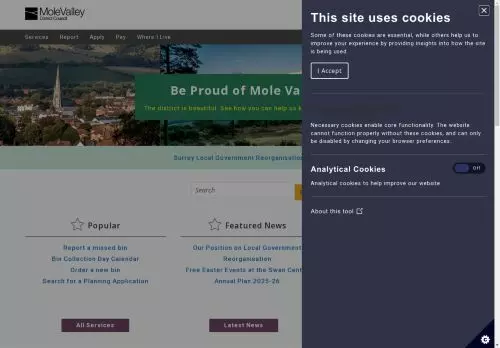 MoleValley
District Council
Services Report Apply Pay Where I Live
Be Proud of Mole Va
The district is beautiful. See how you can help us k
Surrey Local Government Reorganisation
Search
Popular
Report a missed bin
Bin Collection Day Calendar
Order a new bin
Search for a Planning Application
All Services
Featured News
Our Position on Local Government
Reorganisation
Free Easter Events at the Swan Cent
Annual Plan 2025-26
Latest News
This site uses cookies
Some of these cookies are essential, while others help us to
improve your experience by providing insights into how the site
is being used.
I Accept
Necessary cookies enable core functionality. The website
cannot function properly without these cookies, and can only
be disabled by changing your browser preferences.
Analytical Cookies
Off
Analytical cookies to help improve our website
About this tool